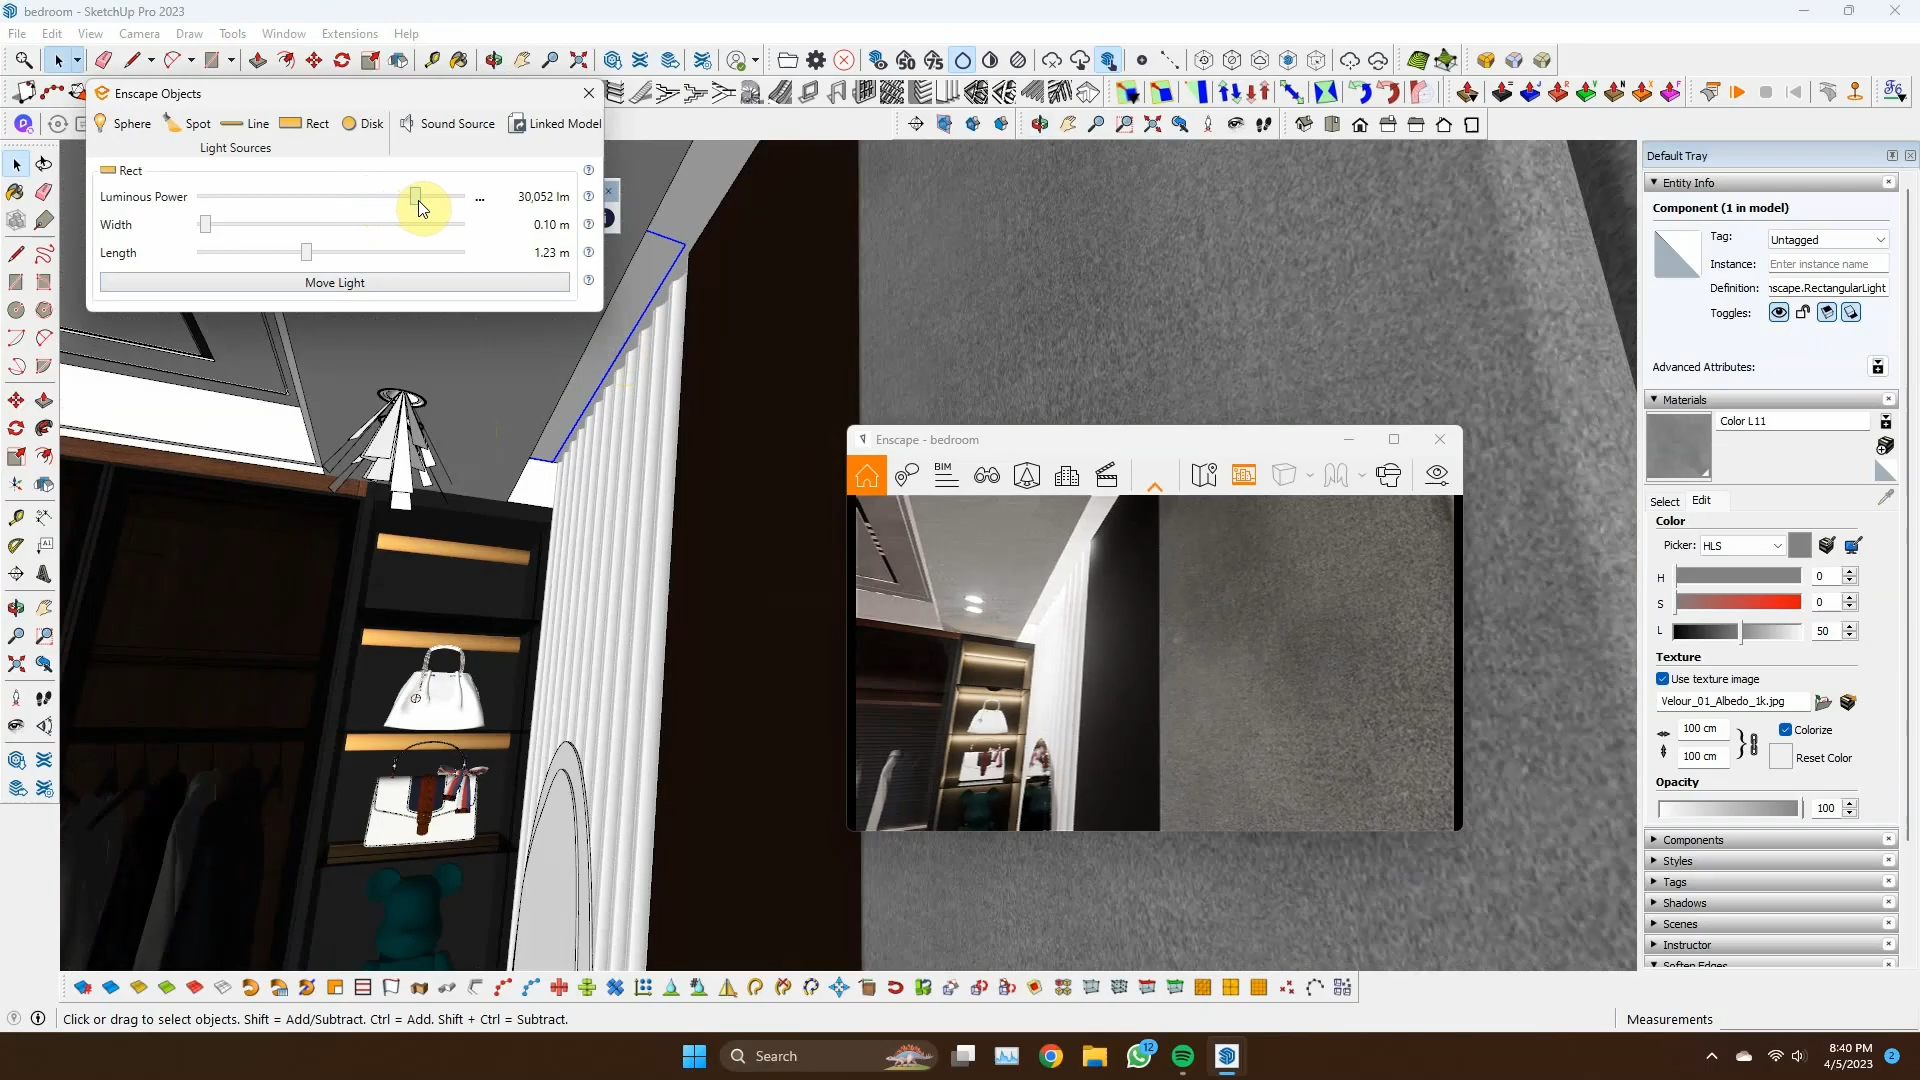 bedroom - SketchUp Pro 2023
File Edit View Camera Draw Tools Window Extensions Help
Enscape Objects
Sphere Spot Line Rect Disk Sound Source Linked Model
Light Sources
Rect
Luminous Power ... 30,052 lm
Width 0.10 m
Length 1.23 m
Move Light
Enscape - bedroom
BIM
Default Tray
Entity Info
Component (1 in model)
Tag: Untagged
Instance: Enter instance name
Definition: nscape.RectangularLight
Toggles:
Advanced Attributes:
Materials
Color L11
Select Edit
Color
Picker: HLS
H 0
S 0
L 50
Texture
Use texture image
Velour_01_Albedo_1k.jpg
100 cm Colorize
100 cm Reset Color
Opacity
100
Components
Styles
Tags
Shadows
Scenes
Instructor
Soften Edges
Click or drag to select objects. Shift = Add/Subtract. Ctrl = Add. Shift + Ctrl = Subtract.
Measurements
Search
12
8:40 PM
4/5/2023
2